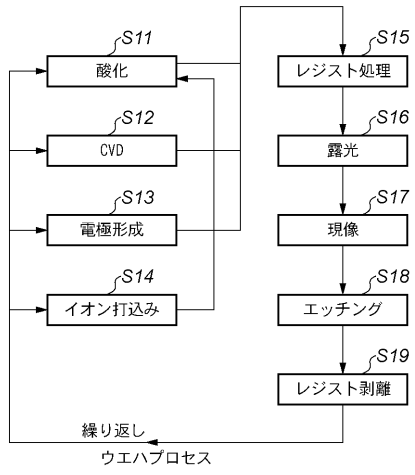 S11
酸化
S12
CVD
S13
電極形成
S14
イオン打込み
S15
レジスト処理
S16
露光
S17
現像
S18
エッチング
S19
レジスト剥離
繰り返し
ウエハプロセス